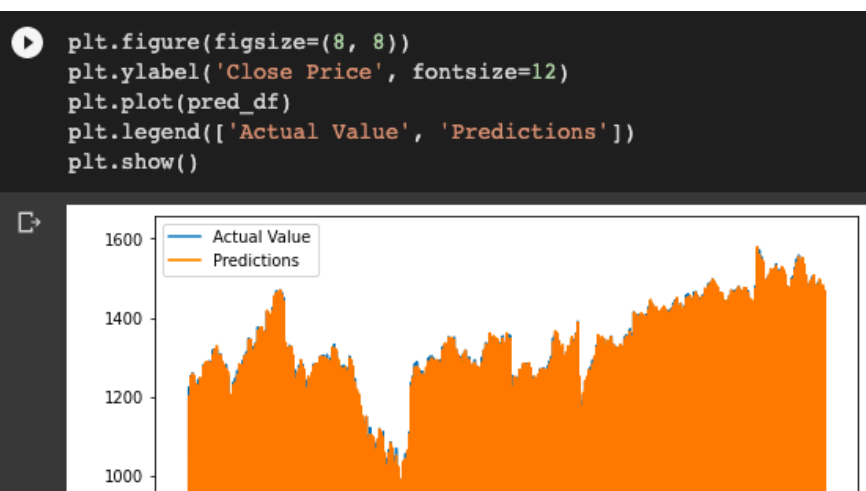 plt.figure(figsize=(8, 8))
plt.ylabel('Close Price', fontsize=12)
plt.plot(pred_df)
plt.legend(['Actual Value', 'Predictions'])
plt.show()
1600
Actual Value
Predictions
1400
1200
1000